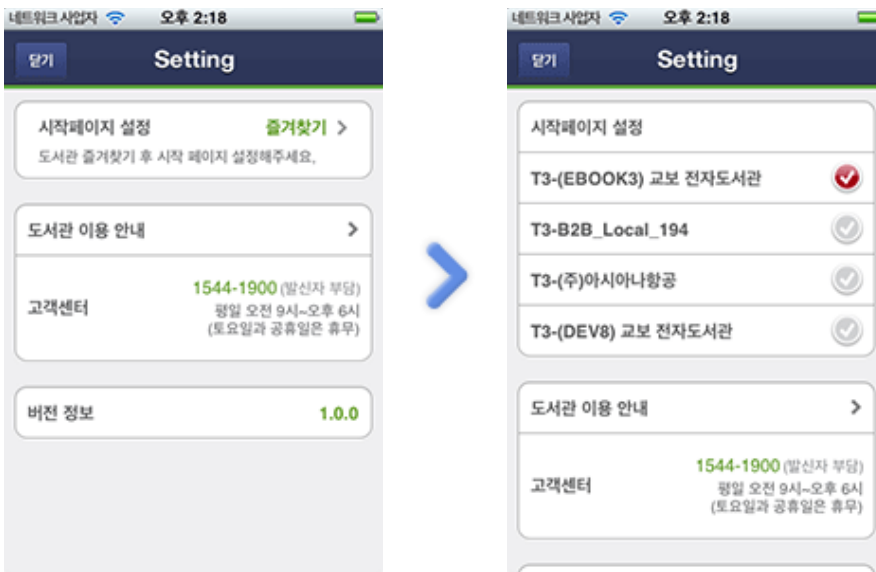 네트워크 사업자 오후 2:18
닫기 Setting
시작페이지 설정 즐겨찾기
도서관 즐겨찾기 후 시작 페이지 설정해주세요.
도서관 이용 안내
고객센터
1544-1900 (발신자 부담)
평일 오전 9시~오후 6시
(토요일과 공휴일은 휴무)
버전 정보 1.0.0
네트워크 사업자 오후 2:18
닫기 Setting
시작페이지 설정
T3-(EBOOK3) 교보 전자도서관
T3-B2B_Local_194
T3-(주)아시아나항공
T3-(DEV8) 교보 전자도서관
도서관 이용 안내
고객센터
1544-1900 (발신자 부담)
평일 오전 9시~오후 6시
(토요일과 공휴일은 휴무)